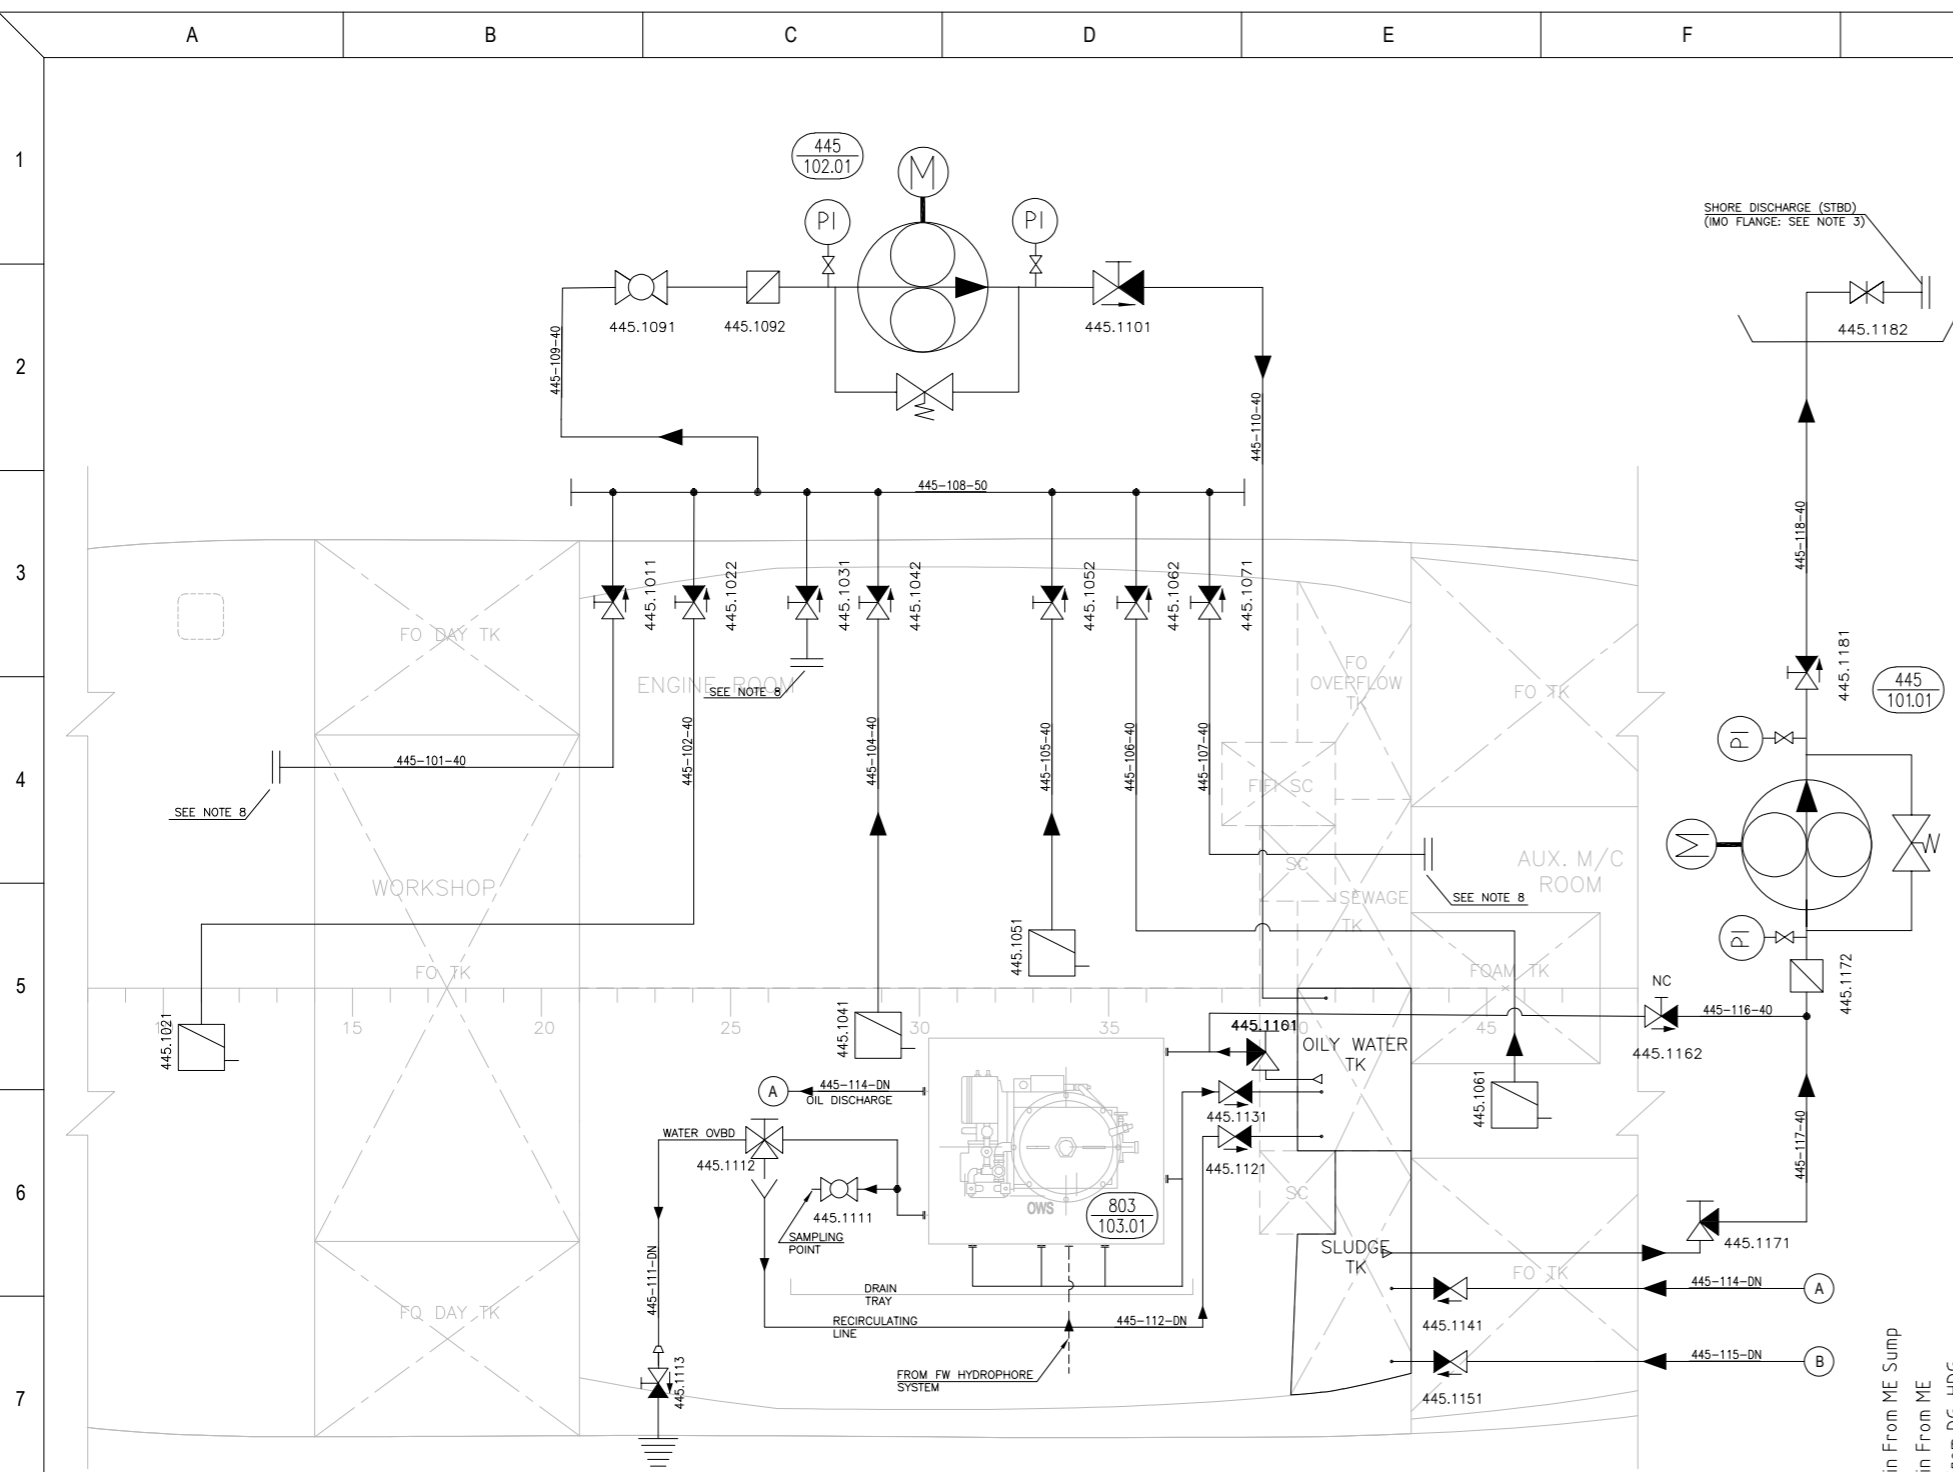 A
B
C
D
E
F
1
2
3
4
5
6
7
445
102.01
M
PI
PI
445.1091
445.1092
445.1101
445-109-40
445-110-40
445-108-50
SHORE DISCHARGE (STBD)
(IMO FLANGE: SEE NOTE 3)
445.1182
445-118-40
445.1181
445
101.01
445.1011
445.1022
445.1031
445.1042
445.1052
445.1062
445.1071
FO DAY TK
ENGINE ROOM
SEE NOTE 8
FO
OVERFLOW
TK
FO TK
445-101-40
SEE NOTE 8
445-102-40
445-104-40
445-105-40
445-106-40
445-107-40
FIFI SC
SC
PI
M
PI
WORKSHOP
SEWAGE
TK
AUX. M/C
ROOM
SEE NOTE 8
FO TK
FOAM TK
445.1021
445.1041
445.1051
445.1061
15
20
25
30
35
45
NC
445-116-40
445.1162
445.1172
445.1161
OILY WATER
TK
A
445-114-DN
OIL DISCHARGE
WATER OVBD
445.1112
445.1111
SAMPLING
POINT
OWS
803
103.01
445.1131
445.1121
SC
445-117-40
445.1171
SLUDGE
TK
FO TK
445-111-DN
DRAIN
TRAY
RECIRCULATING
LINE
445-112-DN
FROM FW HYDROPHORE
SYSTEM
FO DAY TK
445.1113
445-114-DN
A
445.1141
445-115-DN
B
445.1151
in From ME Sump
in From ME